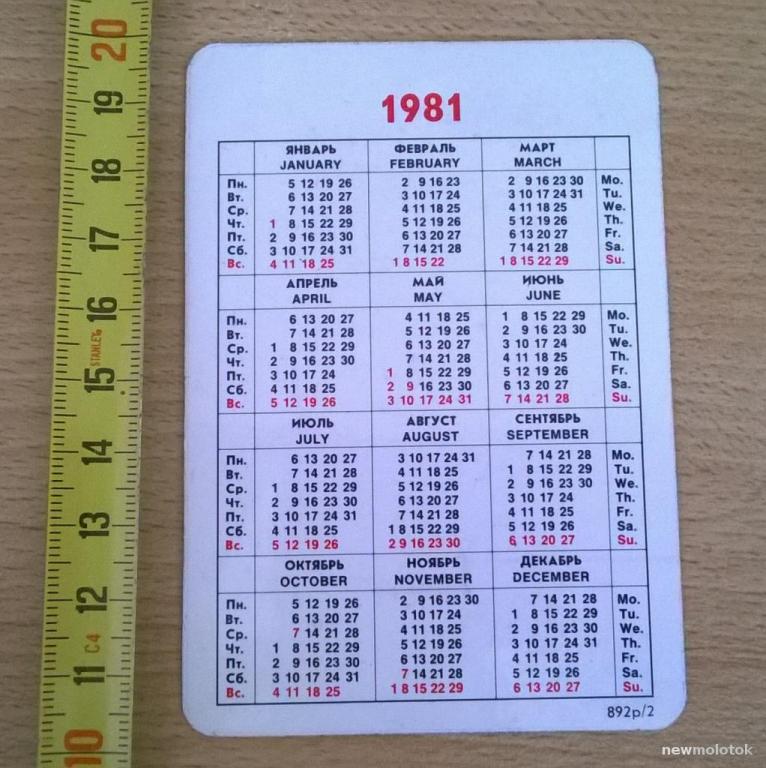 1981
ЯНВАРЬ ФЕВРАЛЬ МАРТ
JANUARY FEBRUARY MARCH
Пн. 5 12 19 26 2 9 16 23 2 9 16 23 30 Mo.
Вт. 6 13 20 27 3 10 17 24 3 10 17 24 31 Tu.
Ср. 7 14 21 28 4 11 18 25 4 11 18 25 We.
Чт. 1 8 15 22 29 5 12 19 26 5 12 19 26 Th.
Пт. 2 9 16 23 30 6 13 20 27 6 13 20 27 Fr.
Сб. 3 10 17 24 31 7 14 21 28 7 14 21 28 Sa.
Вс. 4 11 18 25 1 8 15 22 1 8 15 22 29 Su.
АПРЕЛЬ МАЙ ИЮНЬ
APRIL MAY JUNE
Пн. 6 13 20 27 4 11 18 25 1 8 15 22 29 Mo.
Вт. 7 14 21 28 5 12 19 26 2 9 16 23 30 Tu.
Ср. 1 8 15 22 29 6 13 20 27 3 10 17 24 We.
Чт. 2 9 16 23 30 7 14 21 28 4 11 18 25 Th.
Пт. 3 10 17 24 1 8 15 22 29 5 12 19 26 Fr.
Сб. 4 11 18 25 2 9 16 23 30 6 13 20 27 Sa.
Вс. 5 12 19 26 3 10 17 24 31 7 14 21 28 Su.
ИЮЛЬ АВГУСТ СЕНТЯБРЬ
JULY AUGUST SEPTEMBER
Пн. 6 13 20 27 3 10 17 24 31 7 14 21 28 Mo.
Вт. 7 14 21 28 4 11 18 25 1 8 15 22 29 Tu.
Ср. 1 8 15 22 29 5 12 19 26 2 9 16 23 30 We.
Чт. 2 9 16 23 30 6 13 20 27 3 10 17 24 Th.
Пт. 3 10 17 24 31 7 14 21 28 4 11 18 25 Fr.
Сб. 4 11 18 25 1 8 15 22 29 5 12 19 26 Sa.
Вс. 5 12 19 26 2 9 16 23 30 6 13 20 27 Su.
ОКТЯБРЬ НОЯБРЬ ДЕКАБРЬ
OCTOBER NOVEMBER DECEMBER
Пн. 5 12 19 26 2 9 16 23 30 7 14 21 28 Mo.
Вт. 6 13 20 27 3 10 17 24 1 8 15 22 29 Tu.
Ср. 7 14 21 28 4 11 18 25 2 9 16 23 30 We.
Чт. 1 8 15 22 29 5 12 19 26 3 10 17 24 31 Th.
Пт. 2 9 16 23 30 6 13 20 27 4 11 18 25 Fr.
Сб. 3 10 17 24 31 7 14 21 28 5 12 19 26 Sa.
Вс. 4 11 18 25 1 8 15 22 29 6 13 20 27 Su.
892р/2
20
19
18
17
16
STANLEY
15
14
13
12
C4
11
10
newmolotok